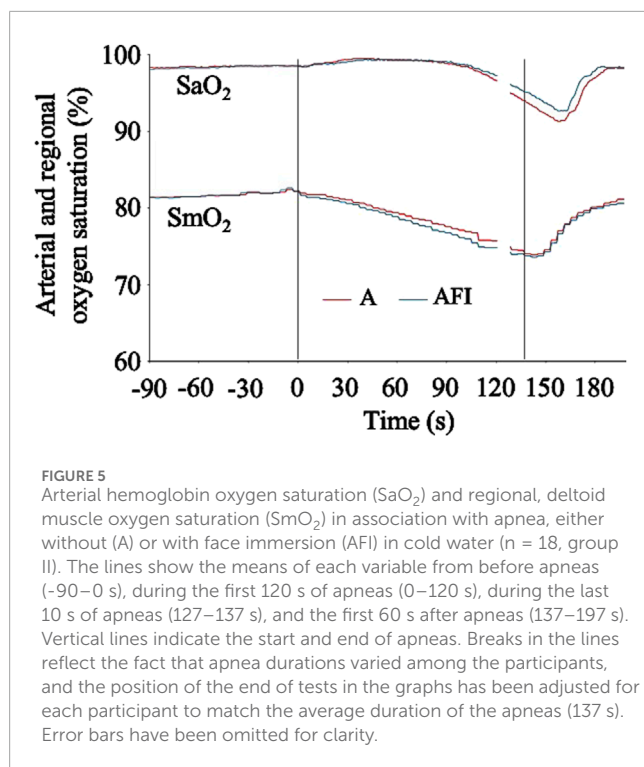 Arterial and regional
oxygen saturation (%)
100
90
80
70
60
SaO₂
SmO₂
A AFI
-90 -60 -30 0 30 60 90 120 150 180
Time (s)
FIGURE 5
Arterial hemoglobin oxygen saturation (SaO₂) and regional, deltoid
muscle oxygen saturation (SmO₂) in association with apnea, either
without (A) or with face immersion (AFI) in cold water (n = 18, group
II). The lines show the means of each variable from before apneas
(-90–0 s), during the first 120 s of apneas (0–120 s), during the last
10 s of apneas (127–137 s), and the first 60 s after apneas (137–197 s).
Vertical lines indicate the start and end of apneas. Breaks in the lines
reflect the fact that apnea durations varied among the participants,
and the position of the end of tests in the graphs has been adjusted for
each participant to match the average duration of the apneas (137 s).
Error bars have been omitted for clarity.